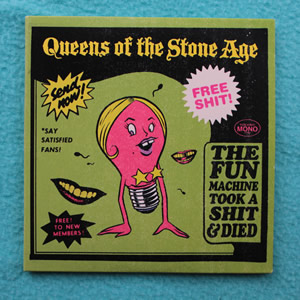 Queens of the Stone Age
SEND
NOW!
FREE
SHIT!
*SAY
SATISFIED
FANS!
MONO
THE
FUN
MACHINE
TOOK A
SHIT
& DIED
FREE!
TO NEW
MEMBERS!